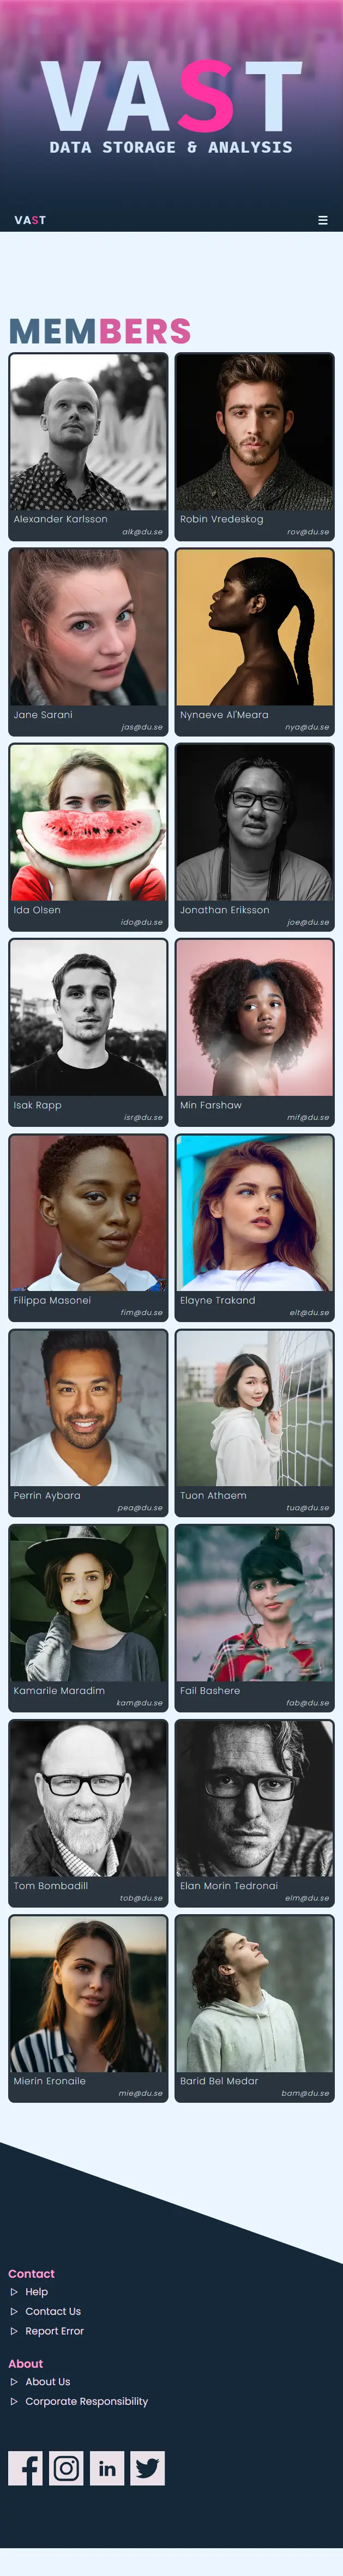 VAST
DATA STORAGE & ANALYSIS
VAST
MEMBERS
Alexander Karlsson
alk@du.se
Robin Vredeskog
rov@du.se
Jane Sarani
jas@du.se
Nynaeve Al'Meara
nya@du.se
Ida Olsen
ido@du.se
Jonathan Eriksson
joe@du.se
Isak Rapp
isr@du.se
Min Farshaw
mif@du.se
Filippa Masonei
fim@du.se
Elayne Trakand
elt@du.se
Perrin Aybara
pea@du.se
Tuon Athaem
tua@du.se
Kamarile Maradim
kam@du.se
Fail Bashere
fab@du.se
Tom Bombadill
tob@du.se
Elan Morin Tedronai
elm@du.se
Mierin Eronaile
mie@du.se
Barid Bel Medar
bam@du.se
Contact
Help
Contact Us
Report Error
About
About Us
Corporate Responsibility